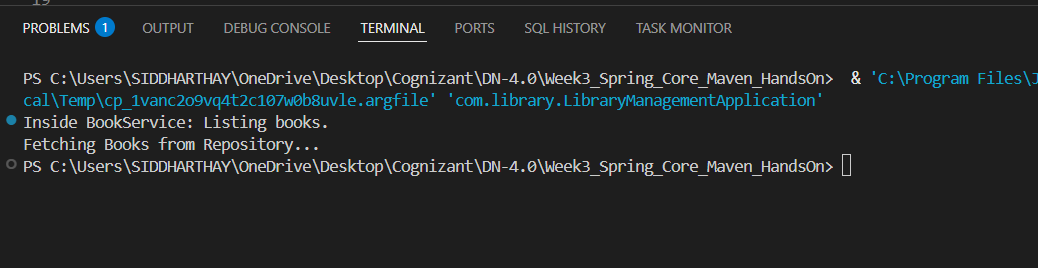 19
PROBLEMS 1 OUTPUT DEBUG CONSOLE TERMINAL PORTS SQL HISTORY TASK MONITOR
PS C:\Users\SIDDHARTHAY\OneDrive\Desktop\Cognizant\DN-4.0\Week3_Spring_Core_Maven_HandsOn> & 'C:\Program Files\J
cal\Temp\cp_1vanc2o9vq4t2c107w0b8uvle.argfile' 'com.library.LibraryManagementApplication'
Inside BookService: Listing books.
Fetching Books from Repository...
PS C:\Users\SIDDHARTHAY\OneDrive\Desktop\Cognizant\DN-4.0\Week3_Spring_Core_Maven_HandsOn>